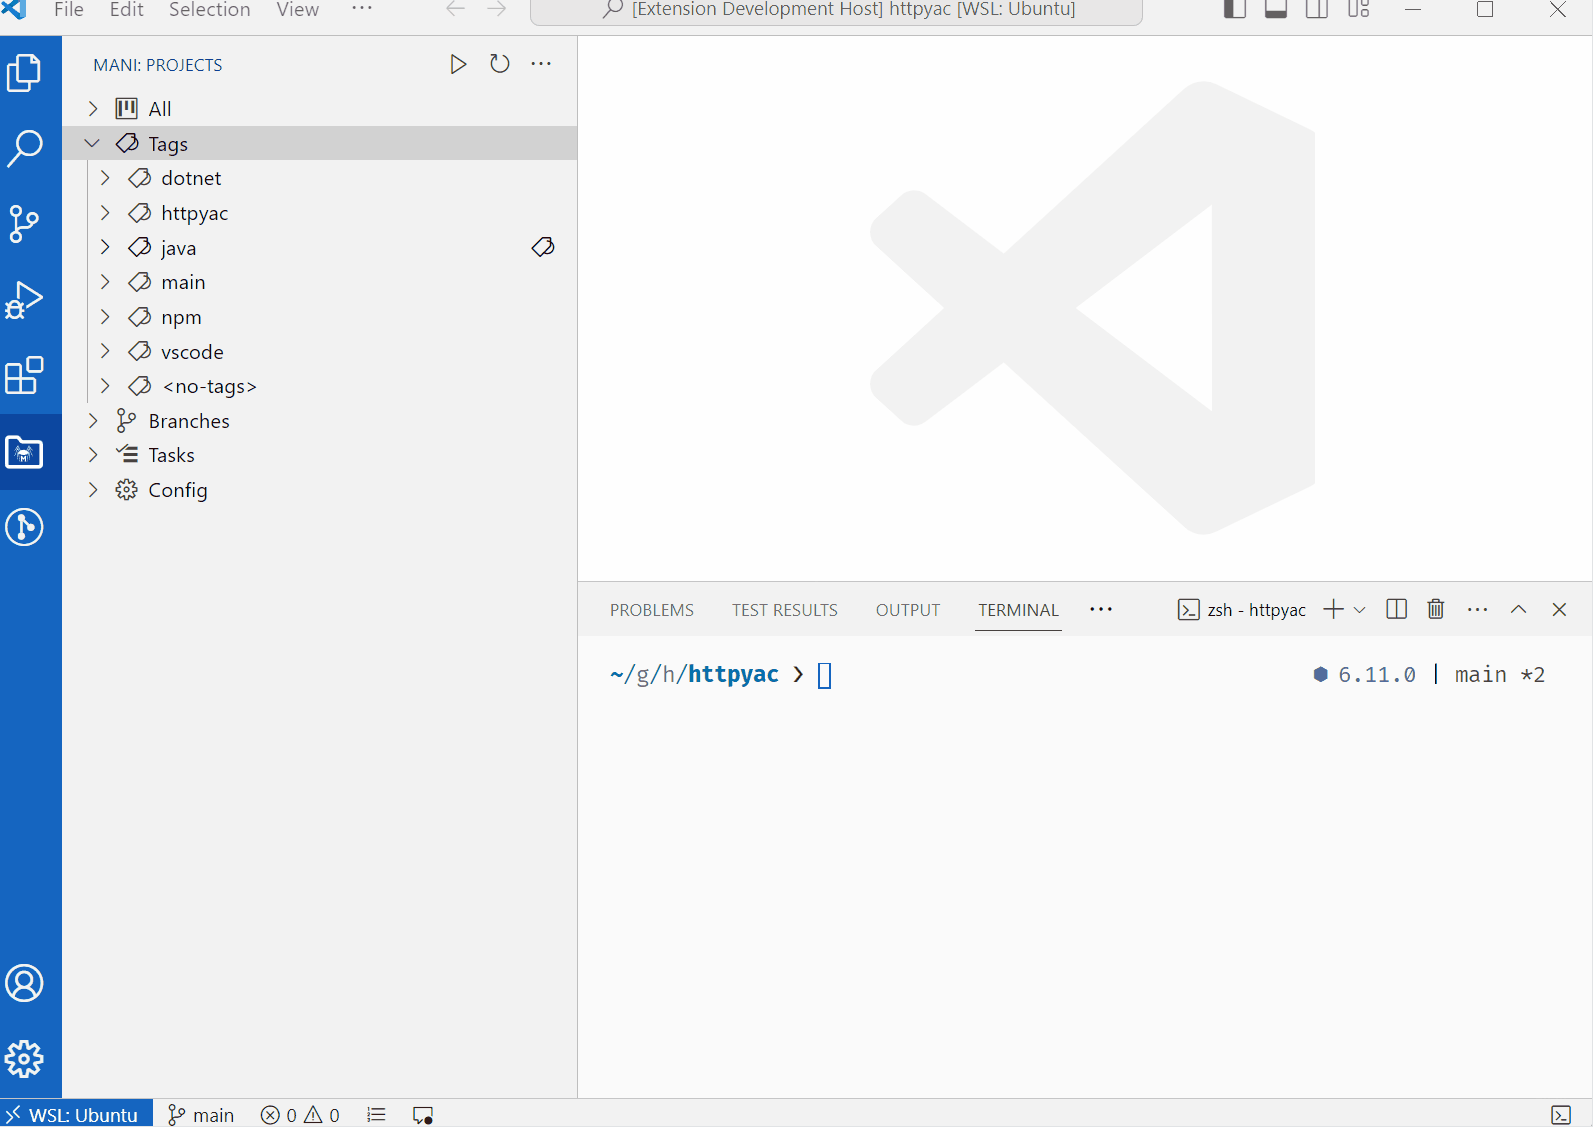 File Edit Selection View ··· [Extension Development Host] httpyac [WSL: Ubuntu]
MANI: PROJECTS
All
Tags
dotnet
httpyac
java
main
npm
vscode
<no-tags>
Branches
Tasks
Config
PROBLEMS TEST RESULTS OUTPUT TERMINAL ··· zsh - httpyac
~/g/h/httpyac ❯ 6.11.0 | main *2
WSL: Ubuntu main 0 0